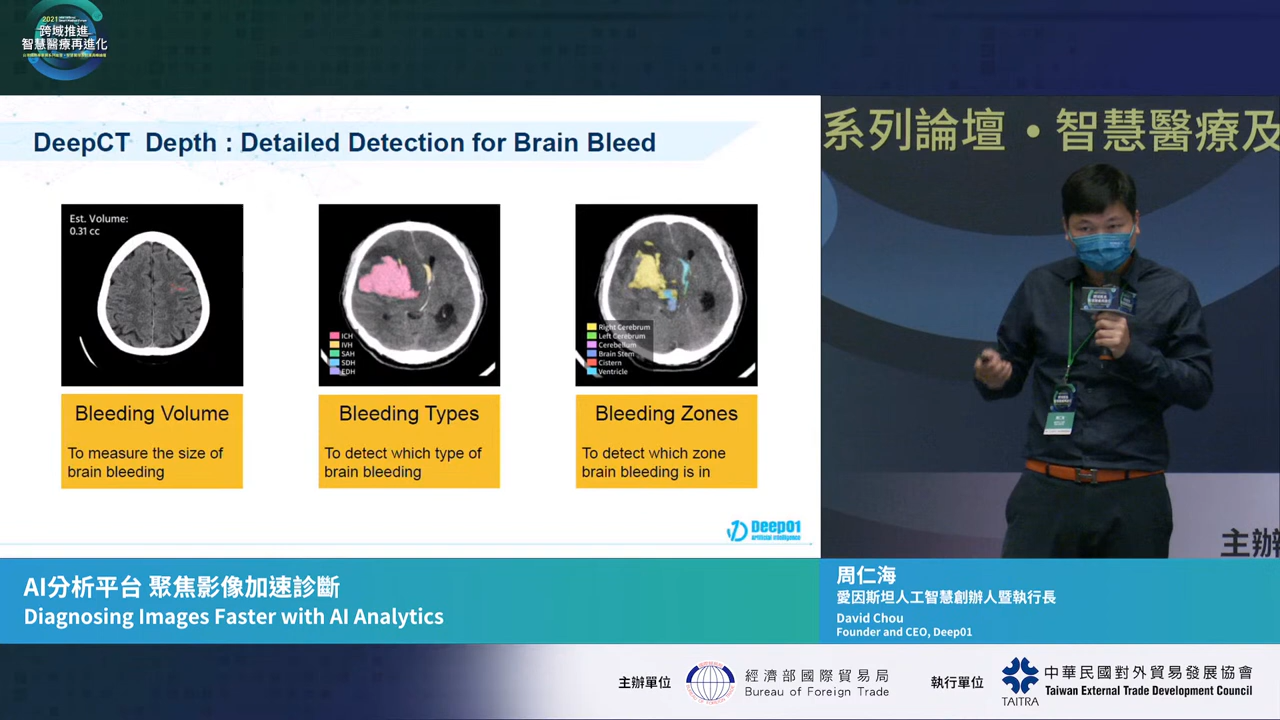 2021
跨域推進
智慧醫療再進化
DeepCT Depth : Detailed Detection for Brain Bleed
Est. Volume:
0.31 cc
ICH
IVH
SAH
SDH
EDH
Right Cerebrum
Left Cerebrum
Cerebellum
Brain Stem
Cistern
Ventricle
Bleeding Volume
To measure the size of
brain bleeding
Bleeding Types
To detect which type of
brain bleeding
Bleeding Zones
To detect which zone
brain bleeding is in
Deep01
Artificial Intelligence
系列論壇・智慧醫療及
主辦
AI分析平台 聚焦影像加速診斷
Diagnosing Images Faster with AI Analytics
周仁海
愛因斯坦人工智慧創辦人暨執行長
David Chou
Founder and CEO, Deep01
主辦單位
經濟部國際貿易局
Bureau of Foreign Trade
執行單位
TAITRA
中華民國對外貿易發展協會
Taiwan External Trade Development Council